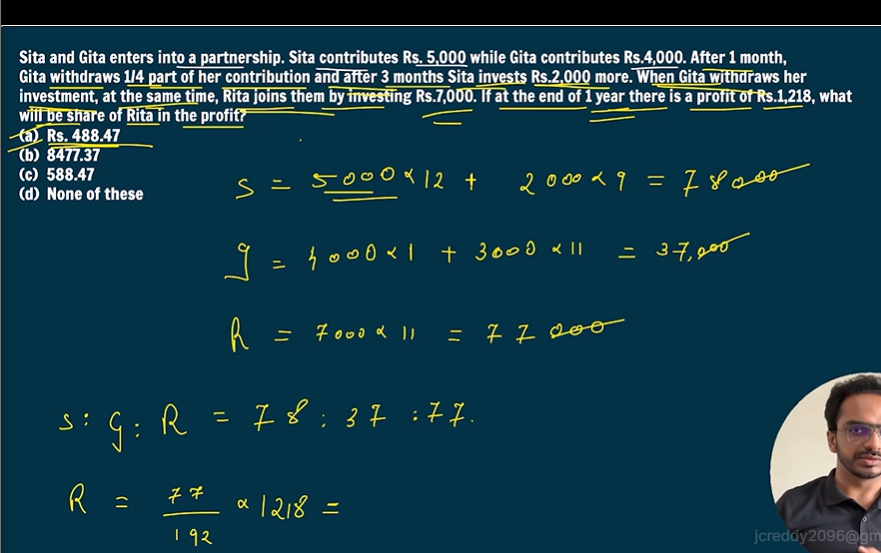 Sita and Gita enters into a partnership. Sita contributes Rs. 5,000 while Gita contributes Rs.4,000. After 1 month,
Gita withdraws 1/4 part of her contribution and after 3 months Sita invests Rs.2,000 more. When Gita withdraws her
investment, at the same time, Rita joins them by investing Rs.7,000. If at the end of 1 year there is a profit of Rs.1,218, what
will be share of Rita in the profit?
(a) Rs. 488.47
(b) 8477.37
(c) 588.47
(d) None of these
S = 5000 × 12 + 2000 × 9 = 78000
g = 4000 × 1 + 3000 × 11 = 37,000
R = 7000 × 11 = 77000
S : G : R = 78 : 37 : 77.
R = 77/192 × 1218 =
jcreddy2096@gm